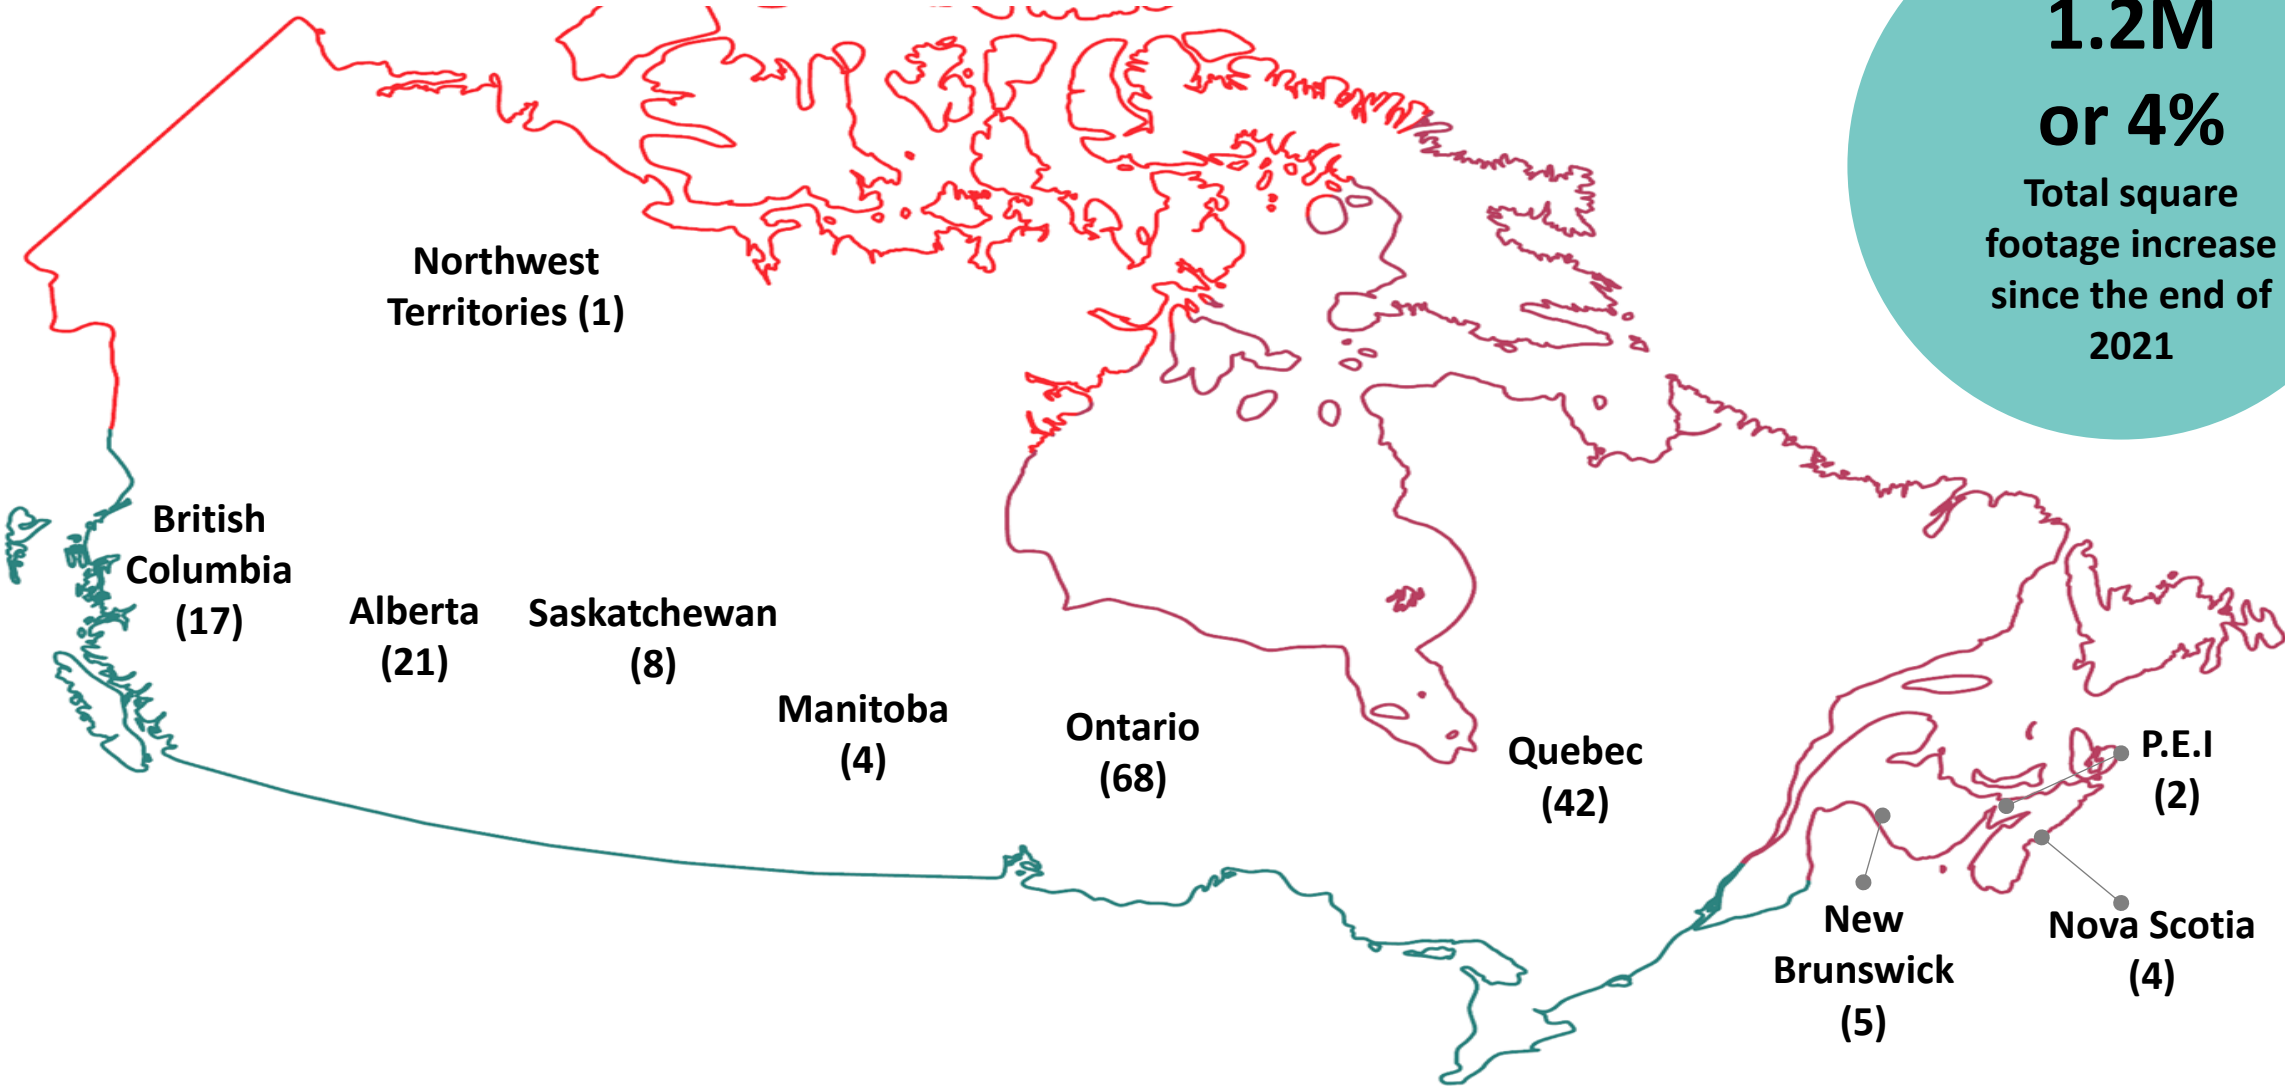 1.2M
or 4%
Total square
footage increase
since the end of
2021
Northwest
Territories (1)
British
Columbia
(17)
Alberta
(21)
Saskatchewan
(8)
Manitoba
(4)
Ontario
(68)
Quebec
(42)
P.E.I
(2)
New
Brunswick
(5)
Nova Scotia
(4)